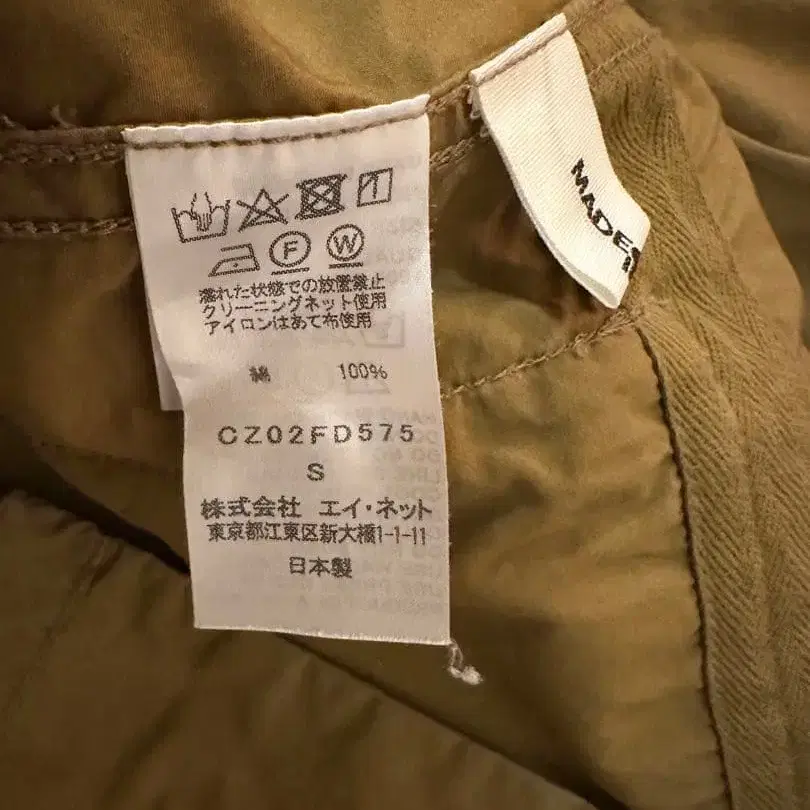 F W
濡れた状態での放置禁止
クリーニングネット使用
アイロンはあて布使用
綿 100%
CZ02FD575
S
株式会社 エイ・ネット
東京都江東区新大橋1-1-11
日本製
MADE